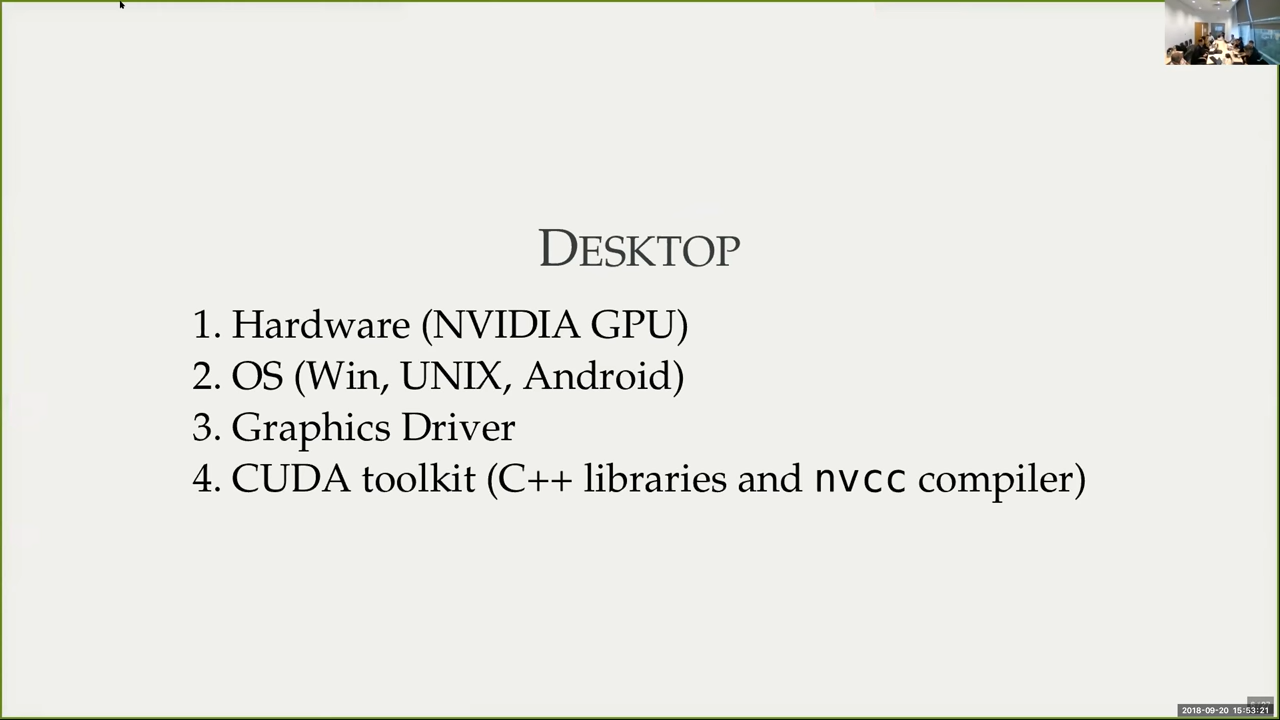 DESKTOP
1. Hardware (NVIDIA GPU)
2. OS (Win, UNIX, Android)
3. Graphics Driver
4. CUDA toolkit (C++ libraries and nvcc compiler)
2018-09-20 15:53:21